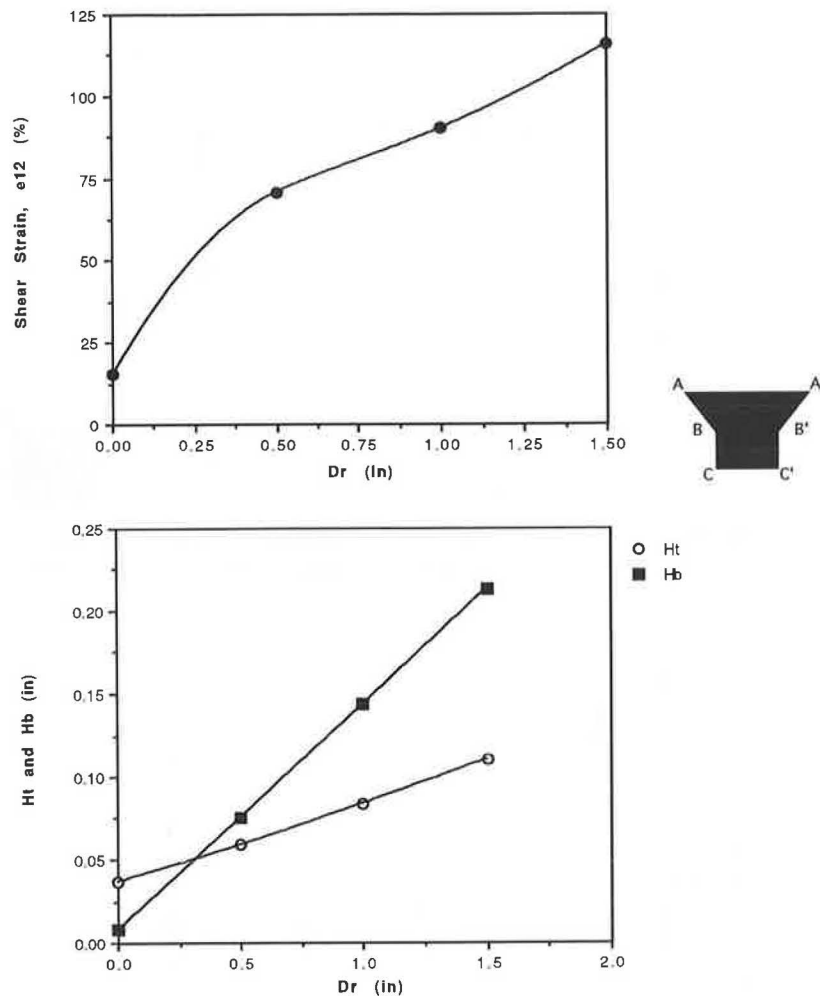 125
100
75
50
25
0
Shear Strain, e12 (%)
0.00 0.25 0.50 0.75 1.00 1.25 1.50
Dr (in)
A A
B B'
C C'
0.25
0.20
0.15
0.10
0.05
0.00
Ht and Hb (in)
0.0 0.5 1.0 1.5 2.0
Dr (in)
Ht
Hb